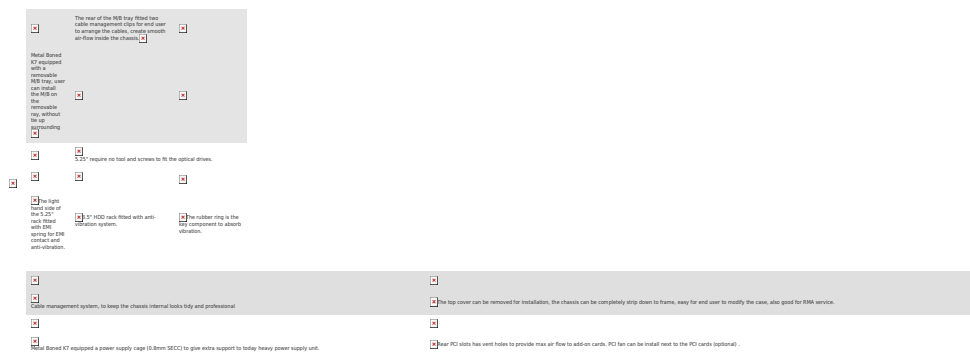 The rear of the M/B tray fitted two
cable management clips for end user
to arrange the cables, create smooth
air-flow inside the chassis.
Metal Boned
K7 equipped
with a
removable
M/B tray, user
can install
the M/B on
the
removable
ray, without
tie up
surrounding
5.25" require no tool and screws to fit the optical drives.
The light
hand side of
the 5.25"
rack fitted
with EMI
spring for EMI
contact and
anti-vibration.
3.5" HDD rack fitted with anti-
vibration system.
The rubber ring is the
key component to absorb
vibration.
Cable management system, to keep the chassis internal looks tidy and professional
The top cover can be removed for installation, the chassis can be completely strip down to frame, easy for end user to modify the case, also good for RMA service.
Metal Boned K7 equipped a power supply cage (0.8mm SECC) to give extra support to today heavy power supply unit.
Rear PCI slots has vent holes to provide max air flow to add-on cards. PCI fan can be install next to the PCI cards (optional) .